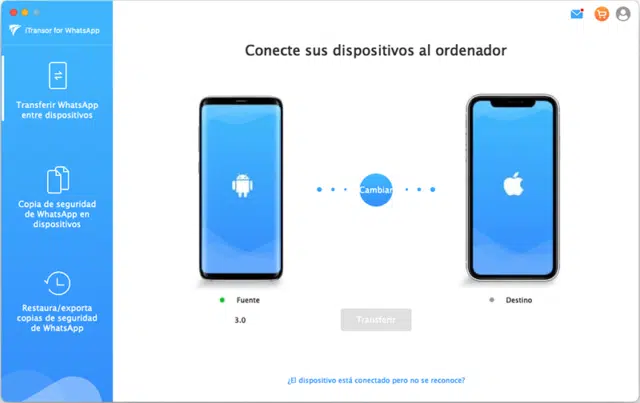 iTransor for WhatsApp
Conecte sus dispositivos al ordenador
Transferir WhatsApp
entre dispositivos
Copia de seguridad
de WhatsApp en
dispositivos
Restaura/exporta
copias de seguridad
de WhatsApp
Cambiar
Fuente
Destino
3.0
Transferir
¿El dispositivo está conectado pero no se reconoce?